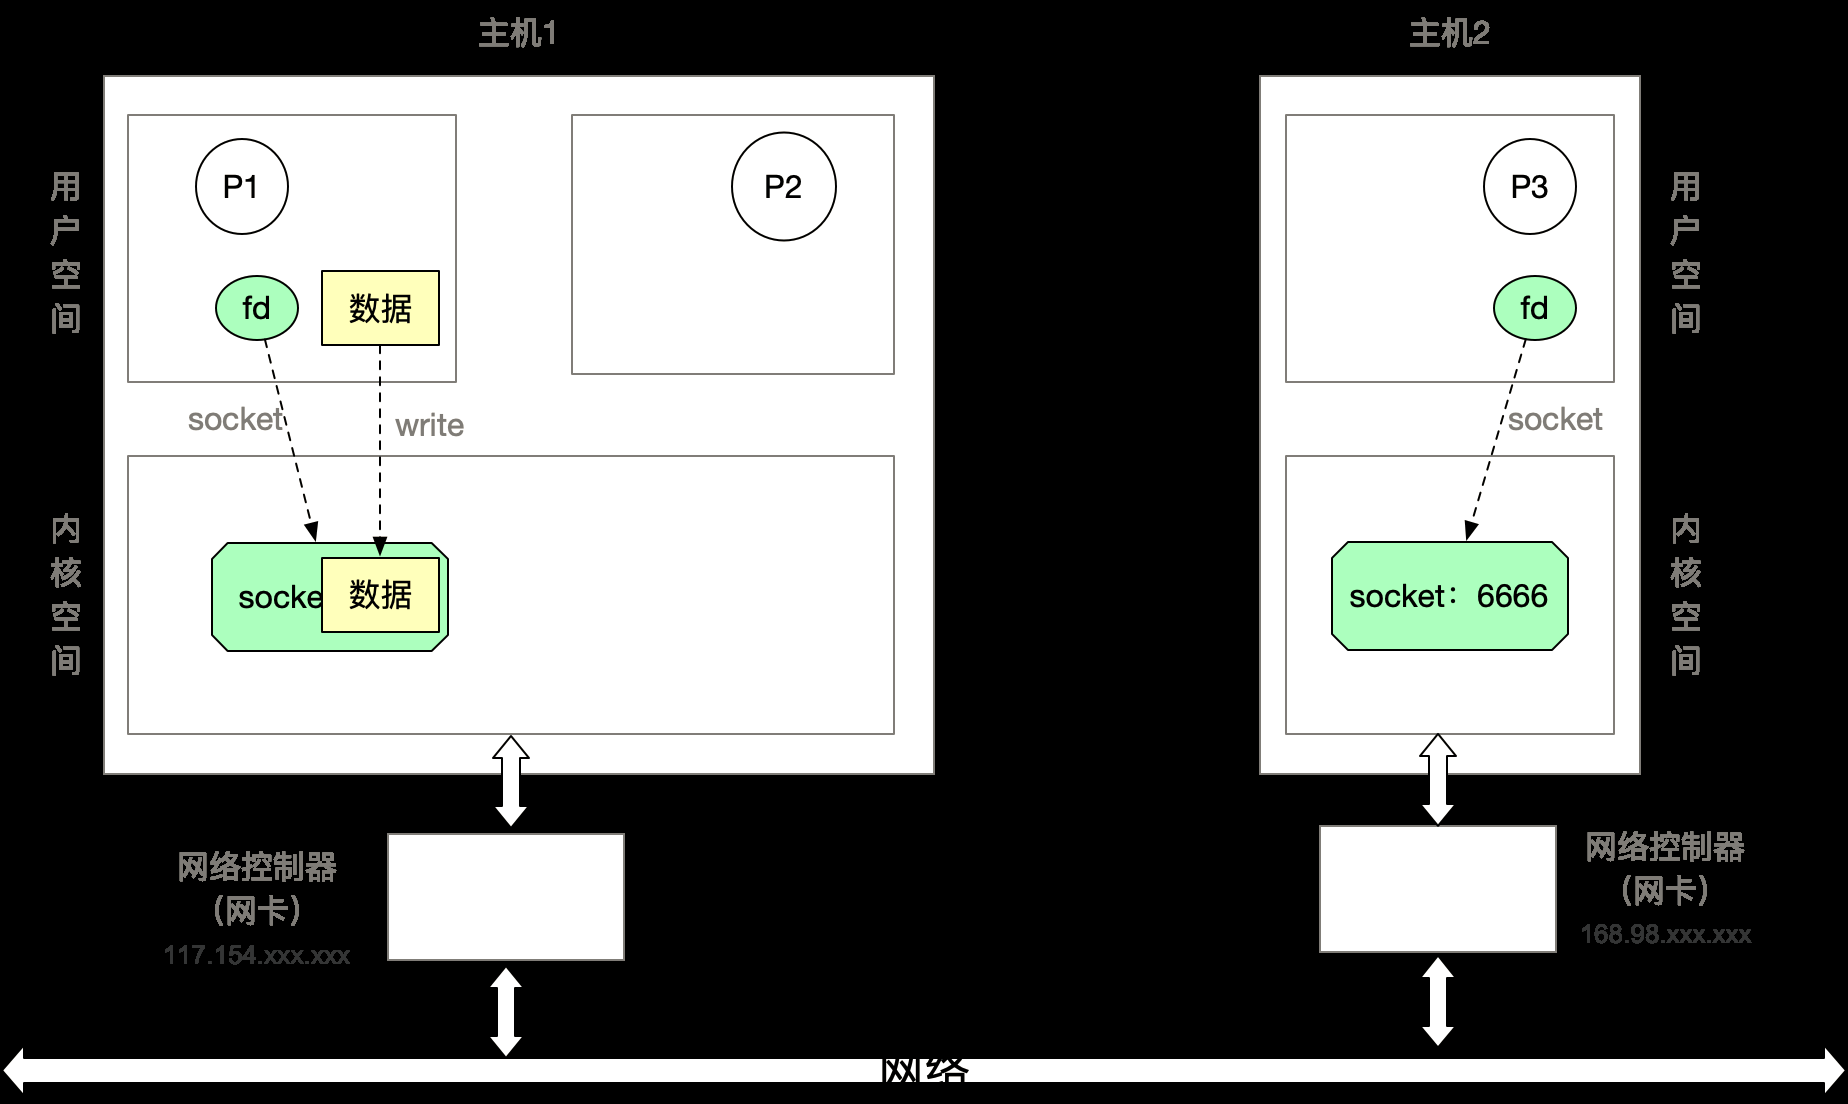 主机1
主机2
用户空间
P1
P2
P3
用户空间
fd
数据
fd
socket
write
socket
内核空间
socke
数据
socket：6666
内核空间
网络控制器
（网卡）
117.154.xxx.xxx
网络控制器
（网卡）
168.98.xxx.xxx
网络